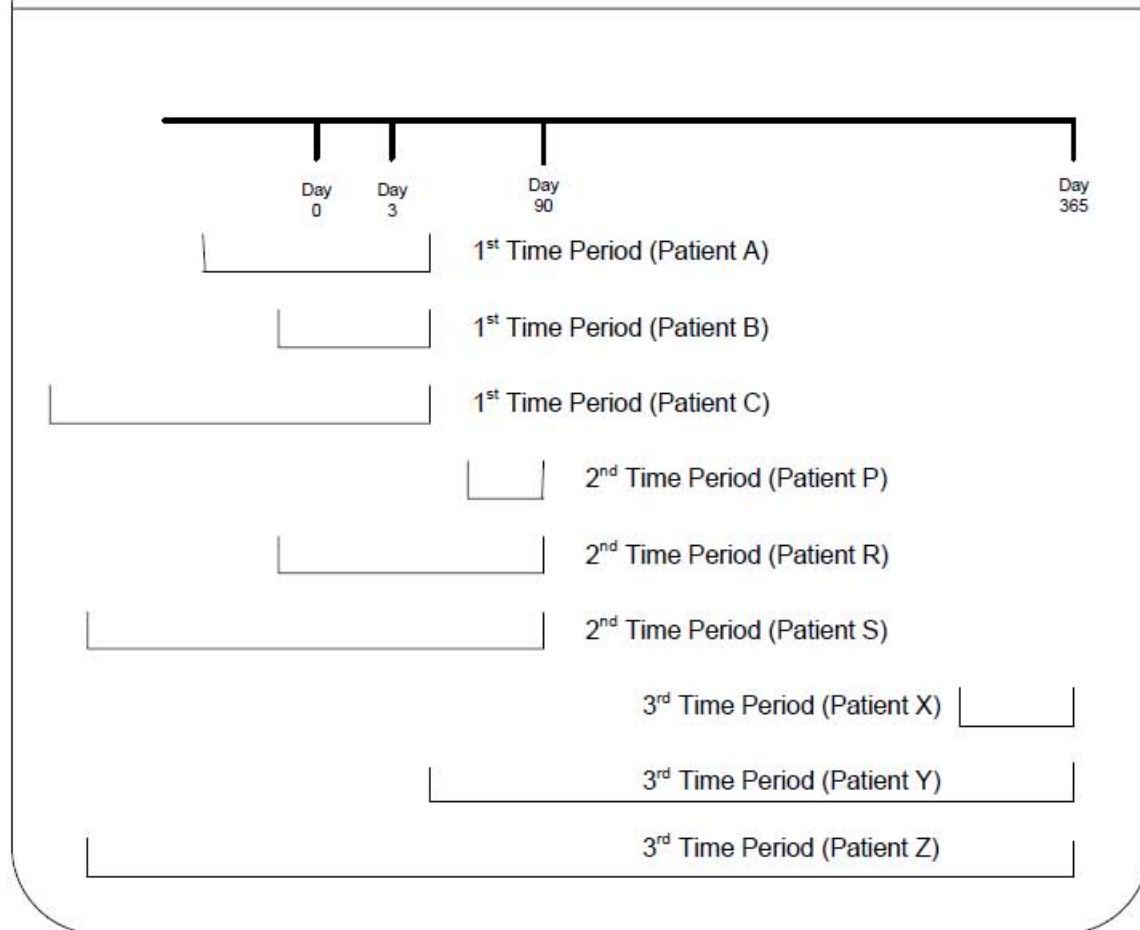 Day Day Day Day
0 3 90 365
1st Time Period (Patient A)
1st Time Period (Patient B)
1st Time Period (Patient C)
2nd Time Period (Patient P)
2nd Time Period (Patient R)
2nd Time Period (Patient S)
3rd Time Period (Patient X)
3rd Time Period (Patient Y)
3rd Time Period (Patient Z)